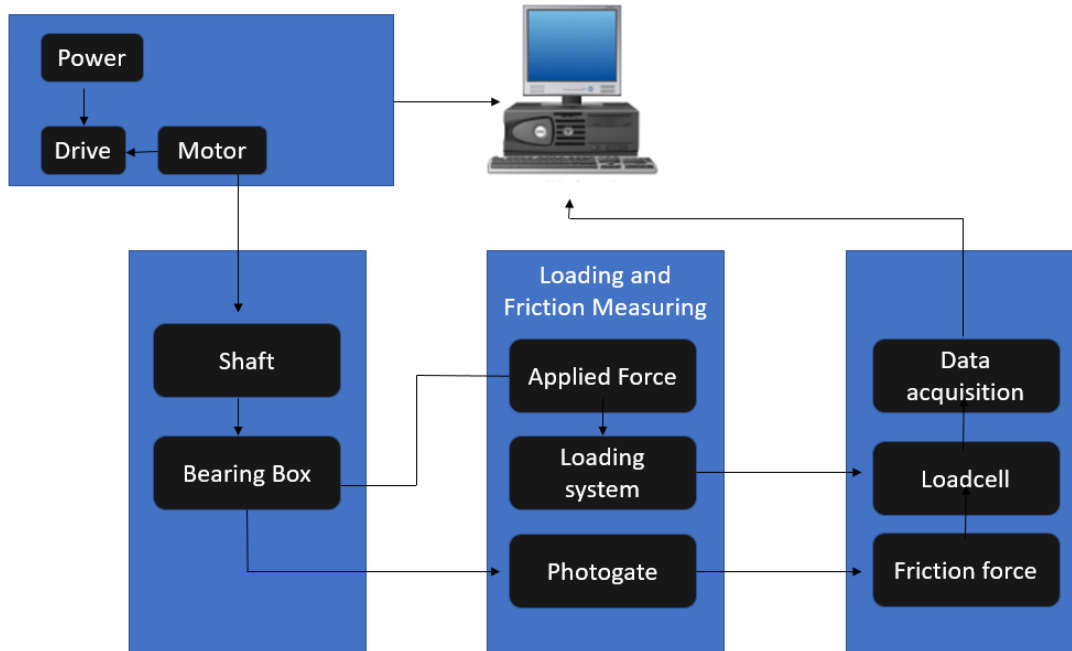 Power
Drive
Motor
Loading and
Friction Measuring
Shaft
Applied Force
Data
acquisition
Bearing Box
Loading
system
Loadcell
Photogate
Friction force